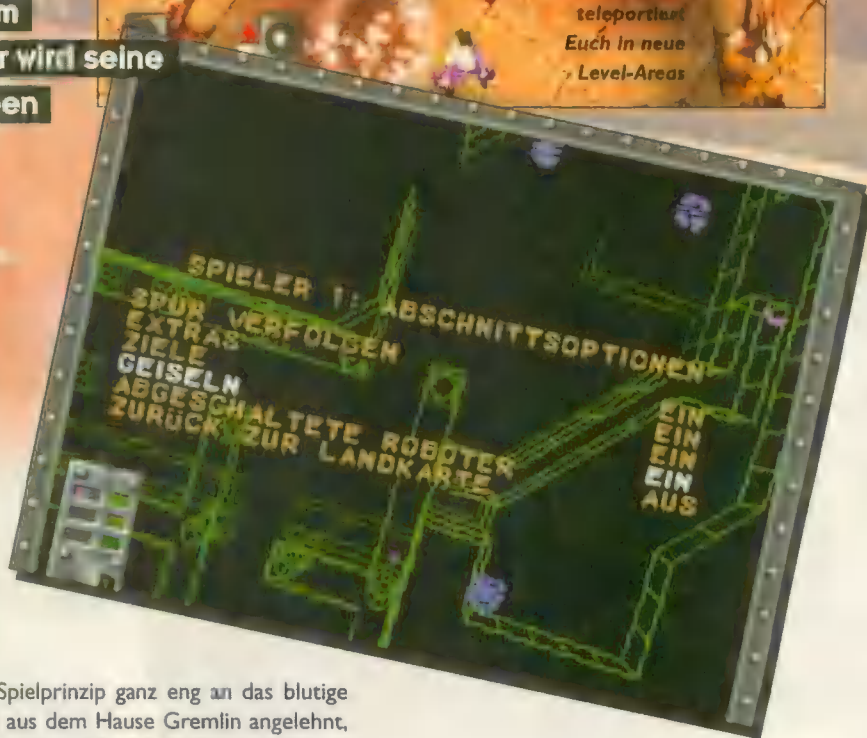 m
teleportiert
Euch in neue
Level-Areas
r wird seine
en
SPIELER 1: ABSCHNITTSOPTIONEN
SPUR VERFOLGEN EIN
EXTRAS EIN
ZIELE EIN
GEISELN EIN
ABGESCHALTETE ROBOTER AUS
ZURÜCK ZUR LANDKARTE
Spielprinzip ganz eng an das blutige
aus dem Hause Gremlin angelehnt,